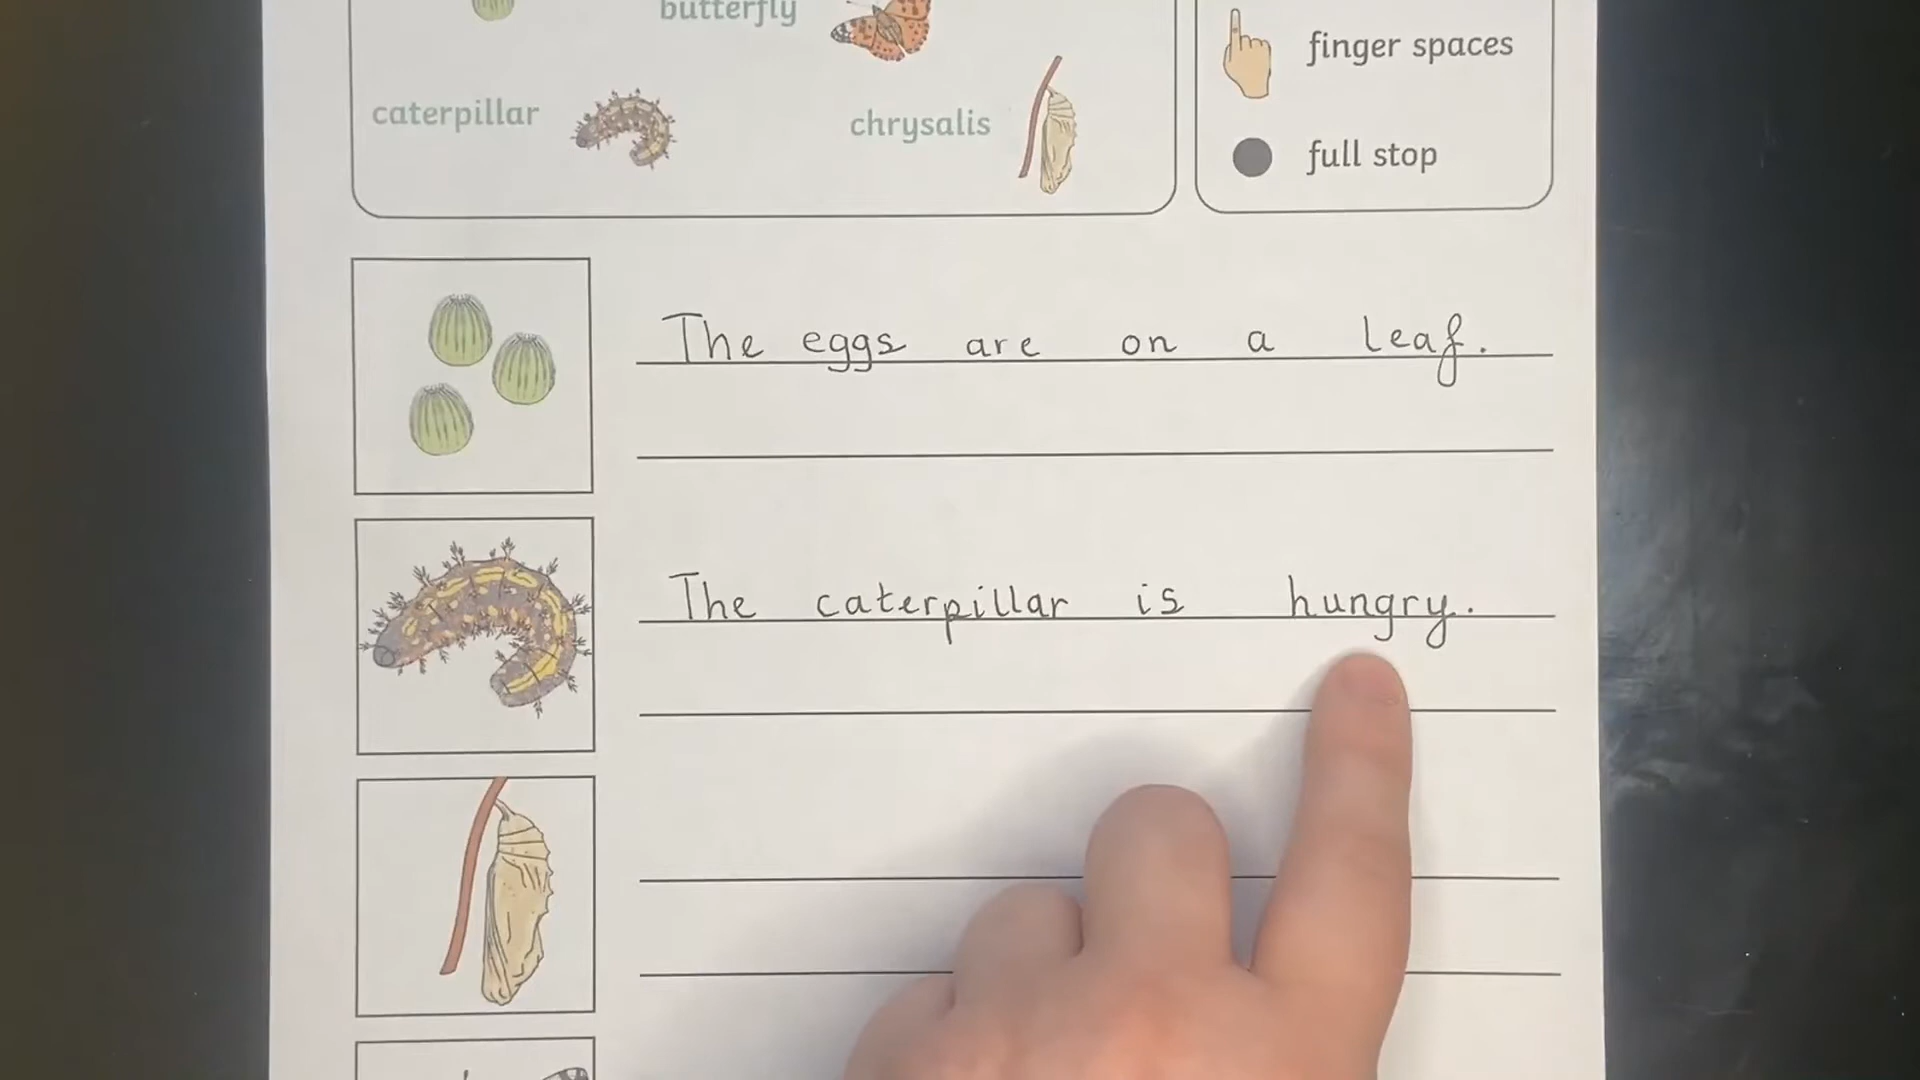 butterfly
caterpillar
chrysalis
finger spaces
full stop
The eggs are on a leaf.
The caterpillar is hungry.